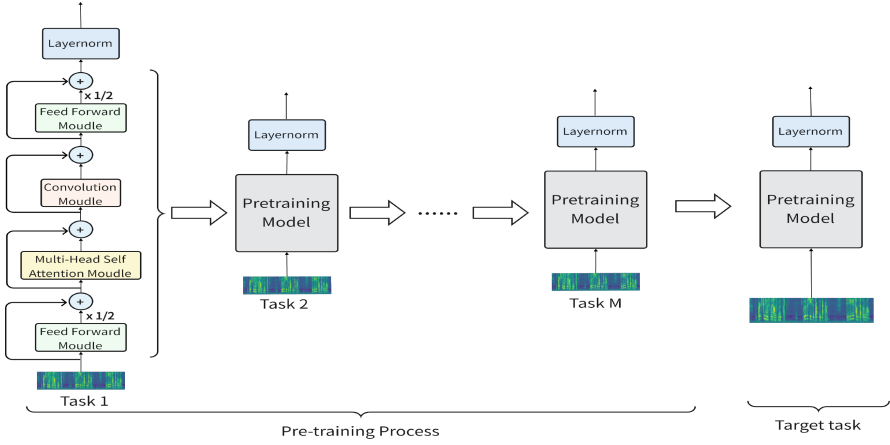 Layernorm
+
x 1/2
Feed Forward
Moudle
+
Convolution
Moudle
+
Multi-Head Self
Attention Moudle
+
x 1/2
Feed Forward
Moudle
Task 1
Layernorm
Pretraining
Model
Task 2
......
Layernorm
Pretraining
Model
Task M
Pre-training Process
Layernorm
Pretraining
Model
Target task